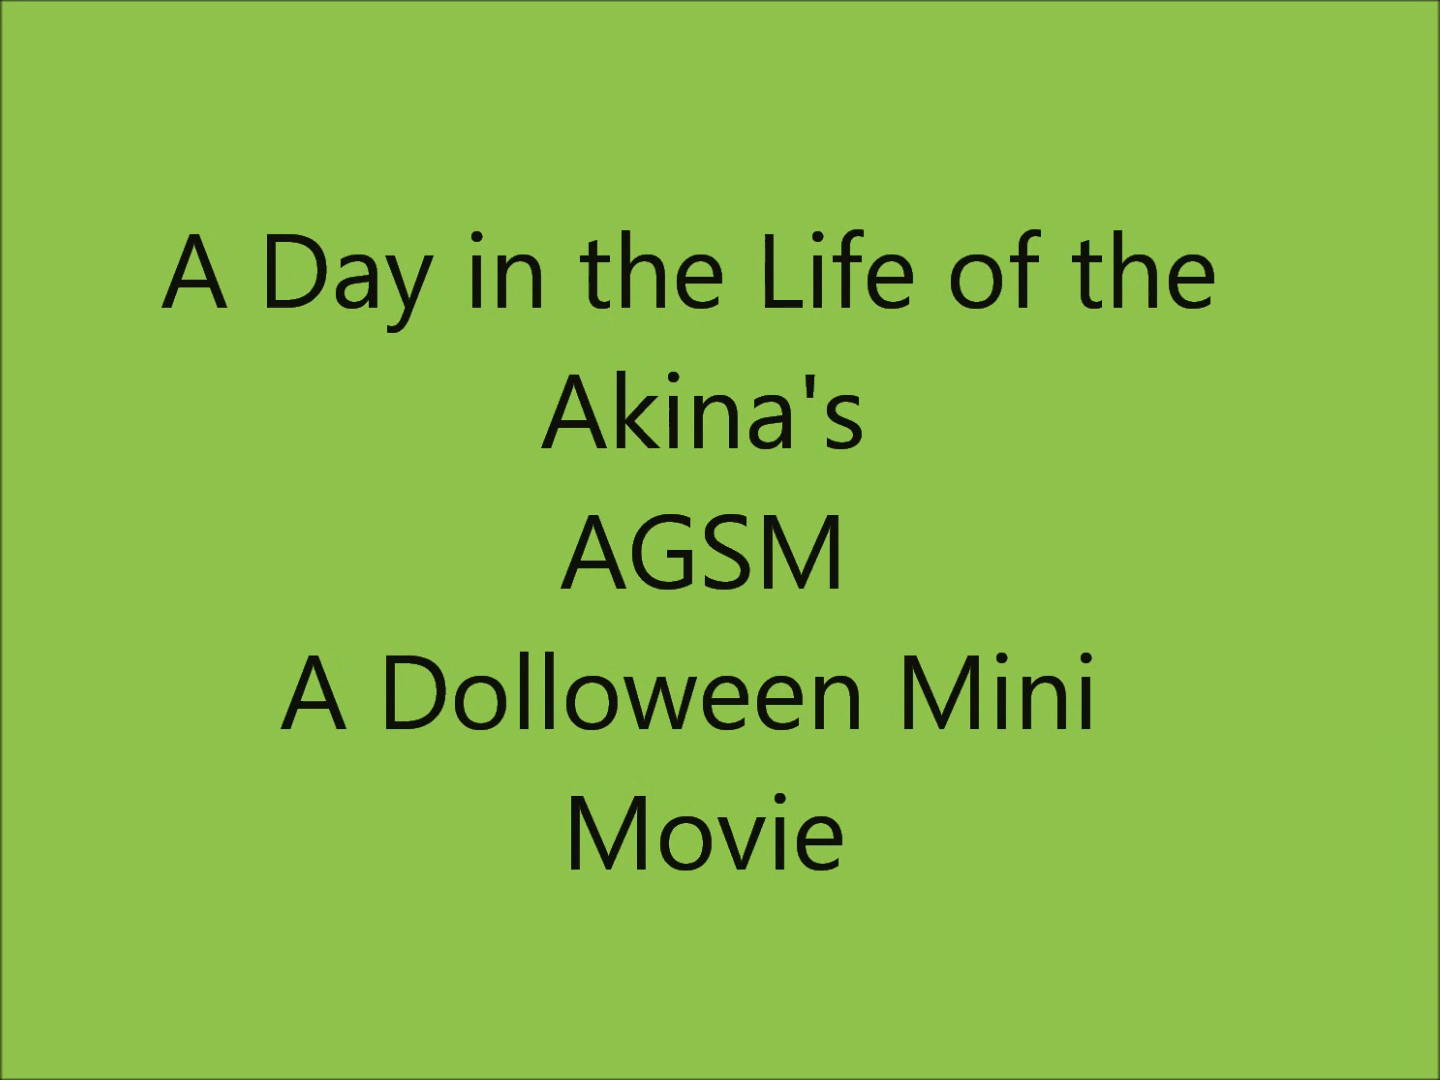 A Day in the Life of the
Akina's
AGSM
A Dolloween Mini
Movie